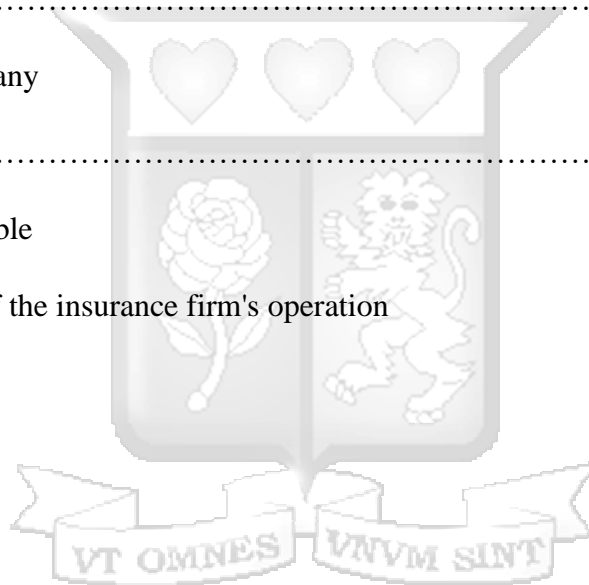 ……………………………………………………………………
any
……………………………………………………………………
ble
f the insurance firm's operation
VT OMNES VNVM SINT